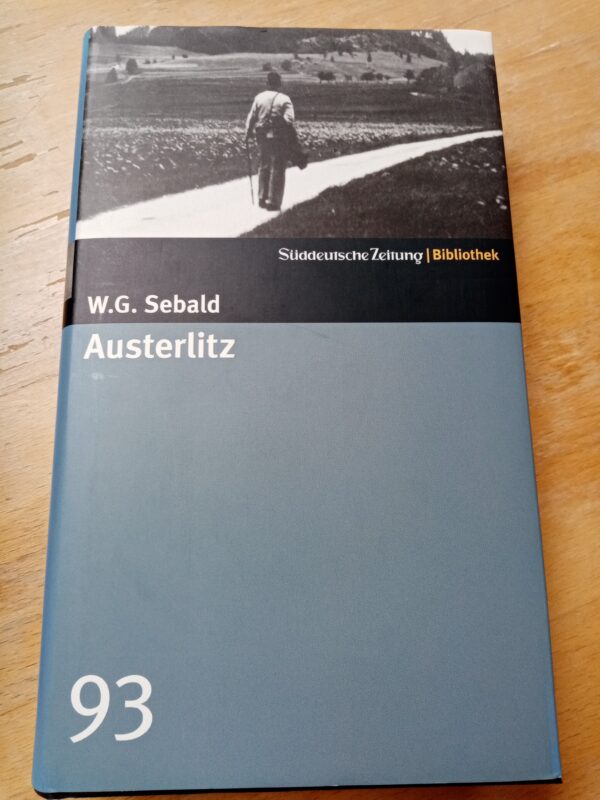 Süddeutsche Zeitung | Bibliothek
W.G. Sebald
Austerlitz
93